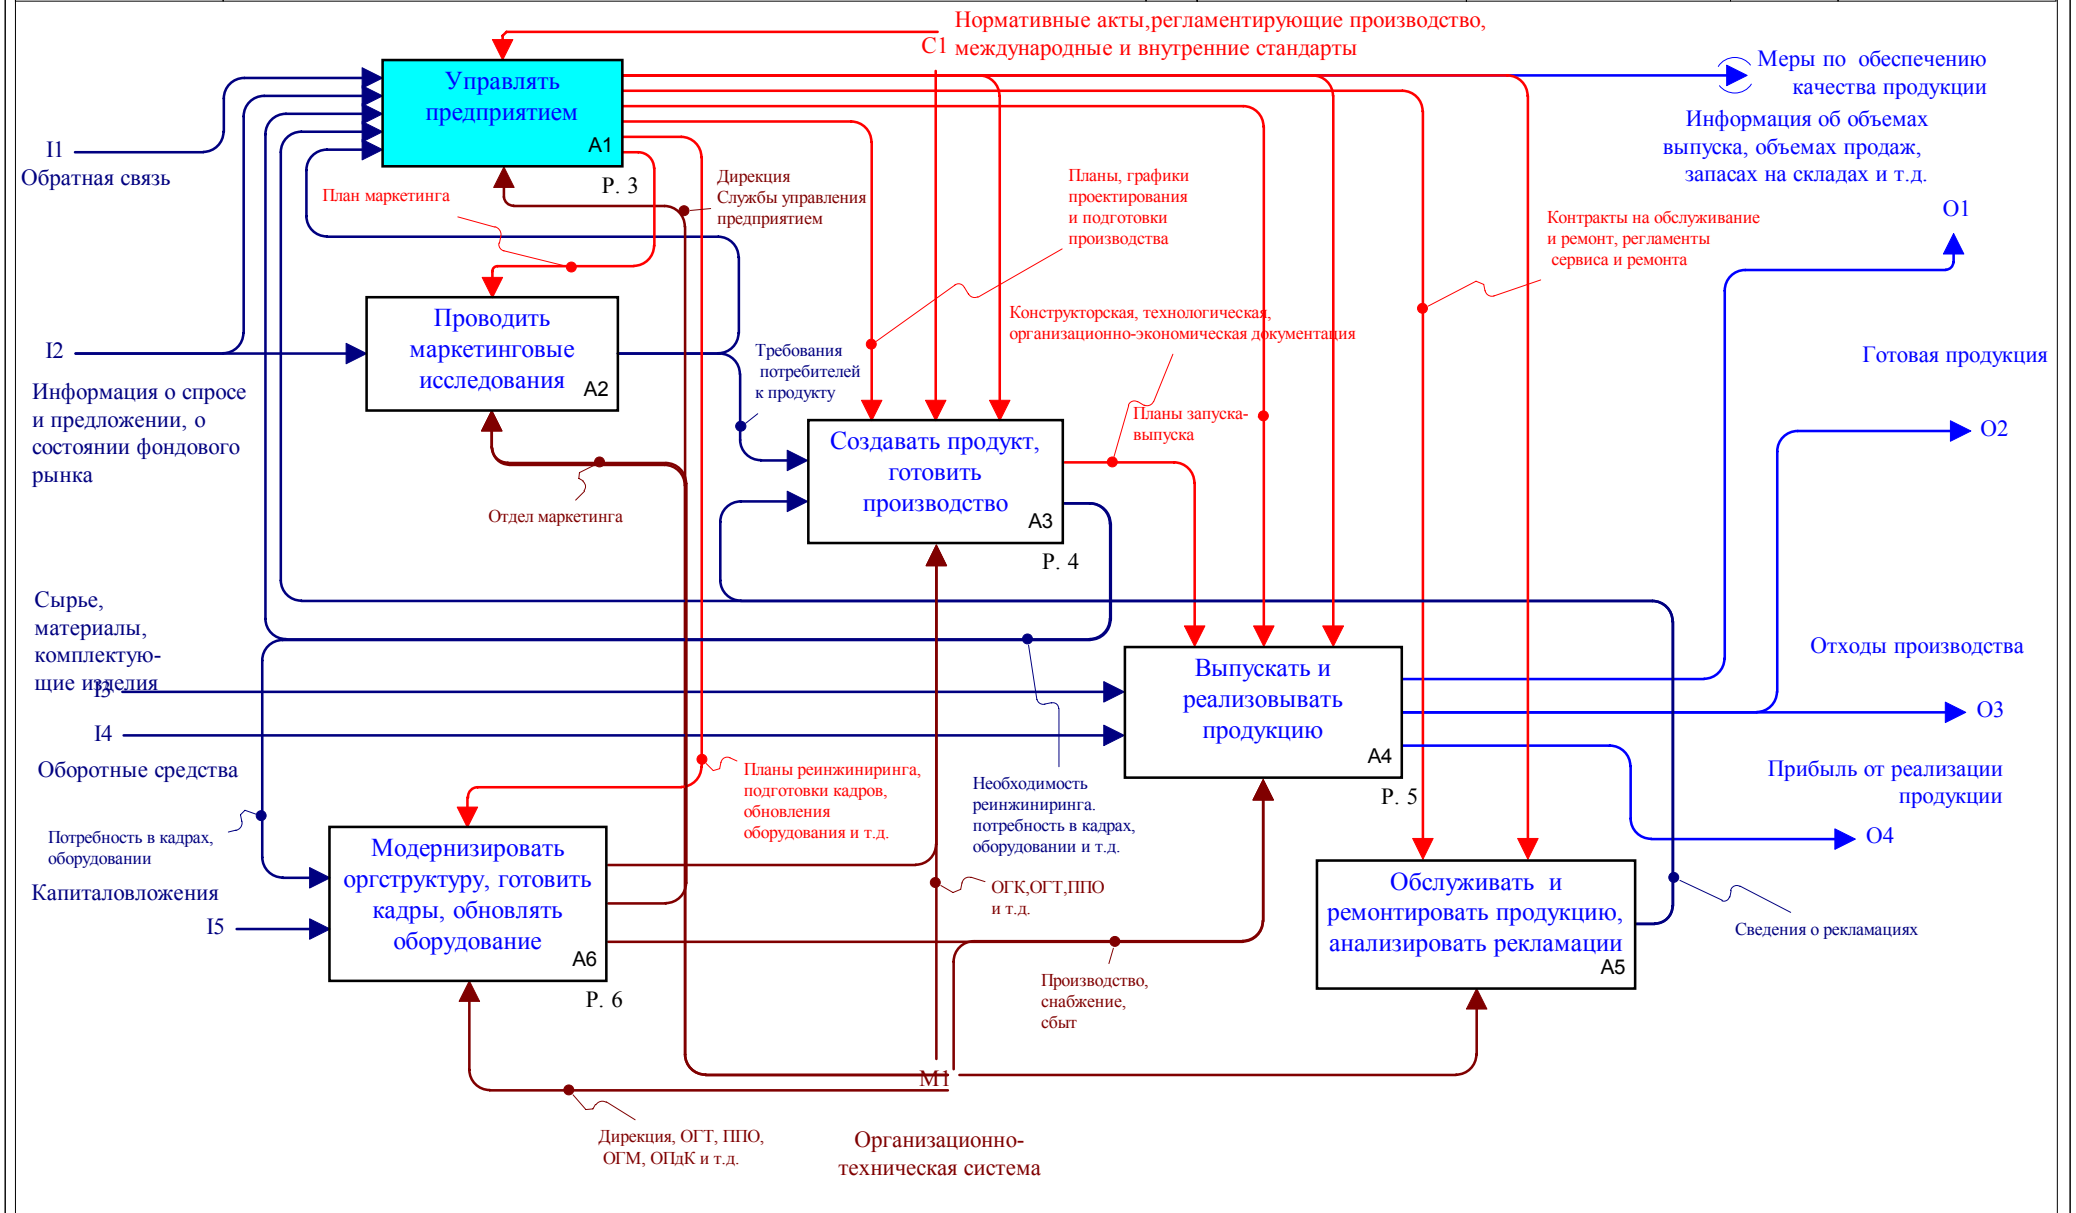 Нормативные акты,регламентирующие производство,
C1 международные и внутренние стандарты
Управлять
предприятием
A1
P. 3
Меры по обеспечению
качества продукции
Информация об объемах
выпуска, объемах продаж,
запасах на складах и т.д.
O1
I1
Обратная связь
План маркетинга
Дирекция
Службы управления
предприятием
Планы, графики
проектирования
и подготовки
производства
Контракты на обслуживание
и ремонт, регламенты
сервиса и ремонта
Проводить
маркетинговые
исследования
A2
I2
Информация о спросе
и предложении, о
состоянии фондового
рынка
Требования
потребителей
к продукту
Конструкторская, технологическая,
организационно-экономическая документация
Готовая продукция
O2
Планы запуска-
выпуска
Создавать продукт,
готовить
производство
A3
P. 4
Отдел маркетинга
Сырье,
материалы,
комплектую-
щие изделия
I3
I4
Оборотные средства
Выпускать и
реализовывать
продукцию
A4
P. 5
Отходы производства
O3
Прибыль от реализации
продукции
O4
Планы реинжиниринга,
подготовки кадров,
обновления
оборудования и т.д.
Необходимость
реинжиниринга.
потребность в кадрах,
оборудовании и т.д.
Потребность в кадрах,
оборудовании
Капиталовложения
I5
Модернизировать
оргструктуру, готовить
кадры, обновлять
оборудование
A6
P. 6
ОГК,ОГТ,ППО
и т.д.
Обслуживать и
ремонтировать продукцию,
анализировать рекламации
A5
Сведения о рекламациях
Производство,
снабжение,
сбыт
M1
Дирекция, ОГТ, ППО,
ОГМ, ОПдК и т.д.
Организационно-
техническая система